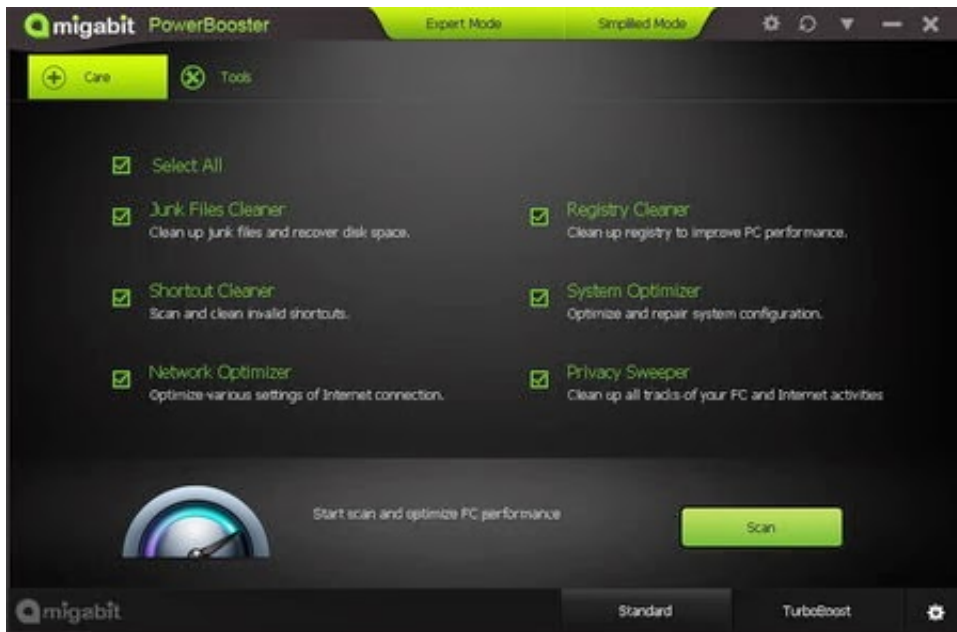 Amigabit PowerBooster
Expert Mode
Simplified Mode
Care
Tools
Select All
Junk Files Cleaner
Clean up junk files and recover disk space.
Registry Cleaner
Clean up registry to improve PC performance.
Shortcut Cleaner
Scan and clean invalid shortcuts.
System Optimizer
Optimize and repair system configuration.
Network Optimizer
Optimize various settings of Internet connection.
Privacy Sweeper
Clean up all tracks of your PC and Internet activities
Start scan and optimize PC performance
Scan
Amigabit
Standard
TurboBoost